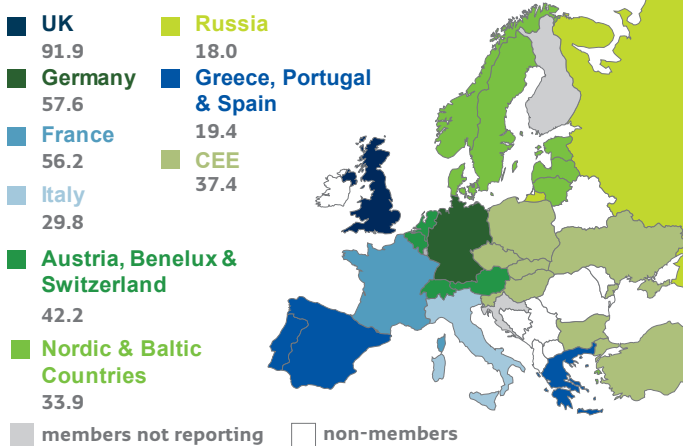 UK
91.9
Germany
57.6
France
56.2
Italy
29.8
Austria, Benelux &
Switzerland
42.2
Nordic & Baltic
Countries
33.9
Russia
18.0
Greece, Portugal
& Spain
19.4
CEE
37.4
members not reporting
non-members